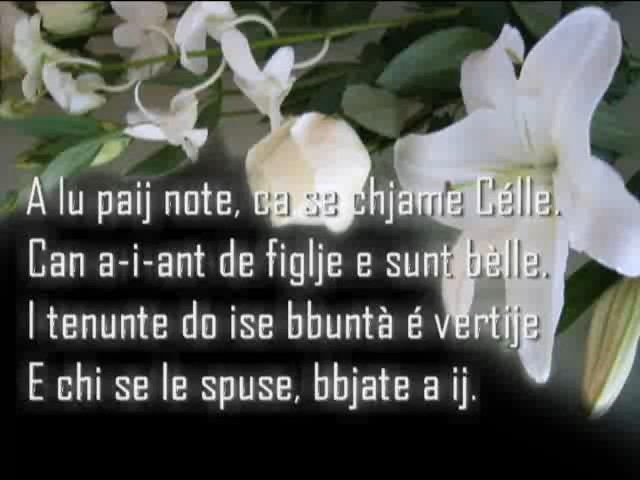 A lu paij note, ca se chjame Célle.
Can a-i-ant de figlje e sunt bèlle.
I tenunte do ise bbuntà é vertije
E chi se le spuse, bbjate a ij.